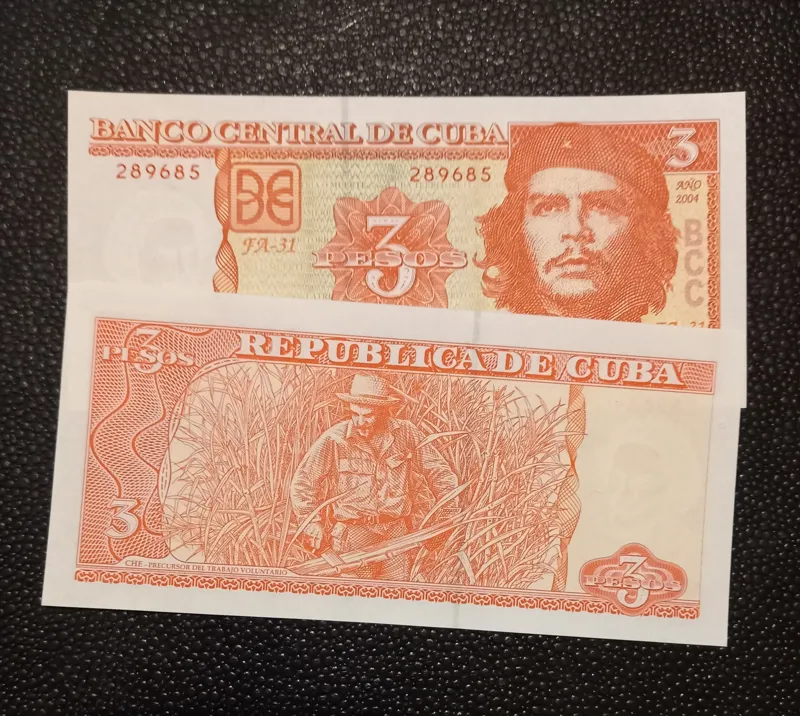 BANCO CENTRAL DE CUBA
3
289685
289685
AÑO
2004
FA-31
3
PESOS
BCC
3
PESOS
REPUBLICA DE CUBA
3
CHE - PRECURSOR DEL TRABAJO VOLUNTARIO
3
PESOS